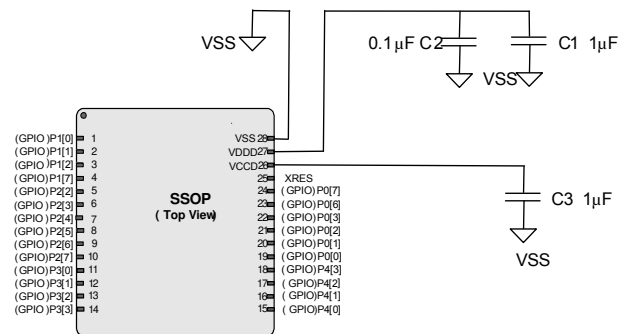 VSS
0.1 µF C2
C1 1µF
VSS
(GPIO )P1[0] 1
(GPIO )P1[1] 2
(GPIO )P1[2] 3
(GPIO )P1[7] 4
(GPIO )P2[2] 5
(GPIO )P2[3] 6
(GPIO )P2[4] 7
(GPIO )P2[5] 8
(GPIO )P2[6] 9
(GPIO)P2[7] 10
(GPIO )P3[0] 11
(GPIO )P3[1] 12
(GPIO )P3[2] 13
(GPIO )P3[3] 14
SSOP
( Top View)
VSS 28
VDDD 27
VCCD 26
25 XRES
24 (GPIO) P0[7]
23 (GPIO)P0[6]
22 (GPIO)P0[3]
21 (GPIO)P0[2]
20 (GPIO)P0[1]
19 (GPIO)P0[0]
18 (GPIO)P4[3]
17 ( GPIO)P4[2]
16 ( GPIO)P4[1]
15 ( GPIO)P4[0]
C3 1µF
VSS